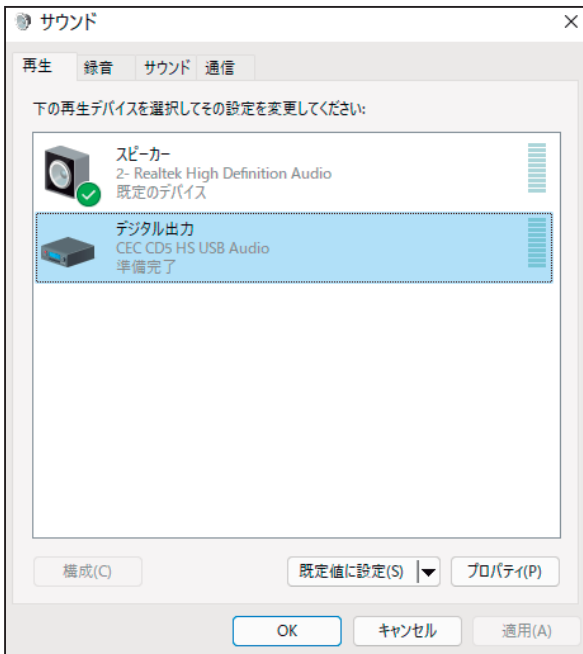 サウンド
再生 録音 サウンド 通信
下の再生デバイスを選択してその設定を変更してください:
スピーカー
2- Realtek High Definition Audio
既定のデバイス
デジタル出力
CEC CD5 HS USB Audio
準備完了
構成(C) 既定値に設定(S) プロパティ(P)
OK キャンセル 適用(A)